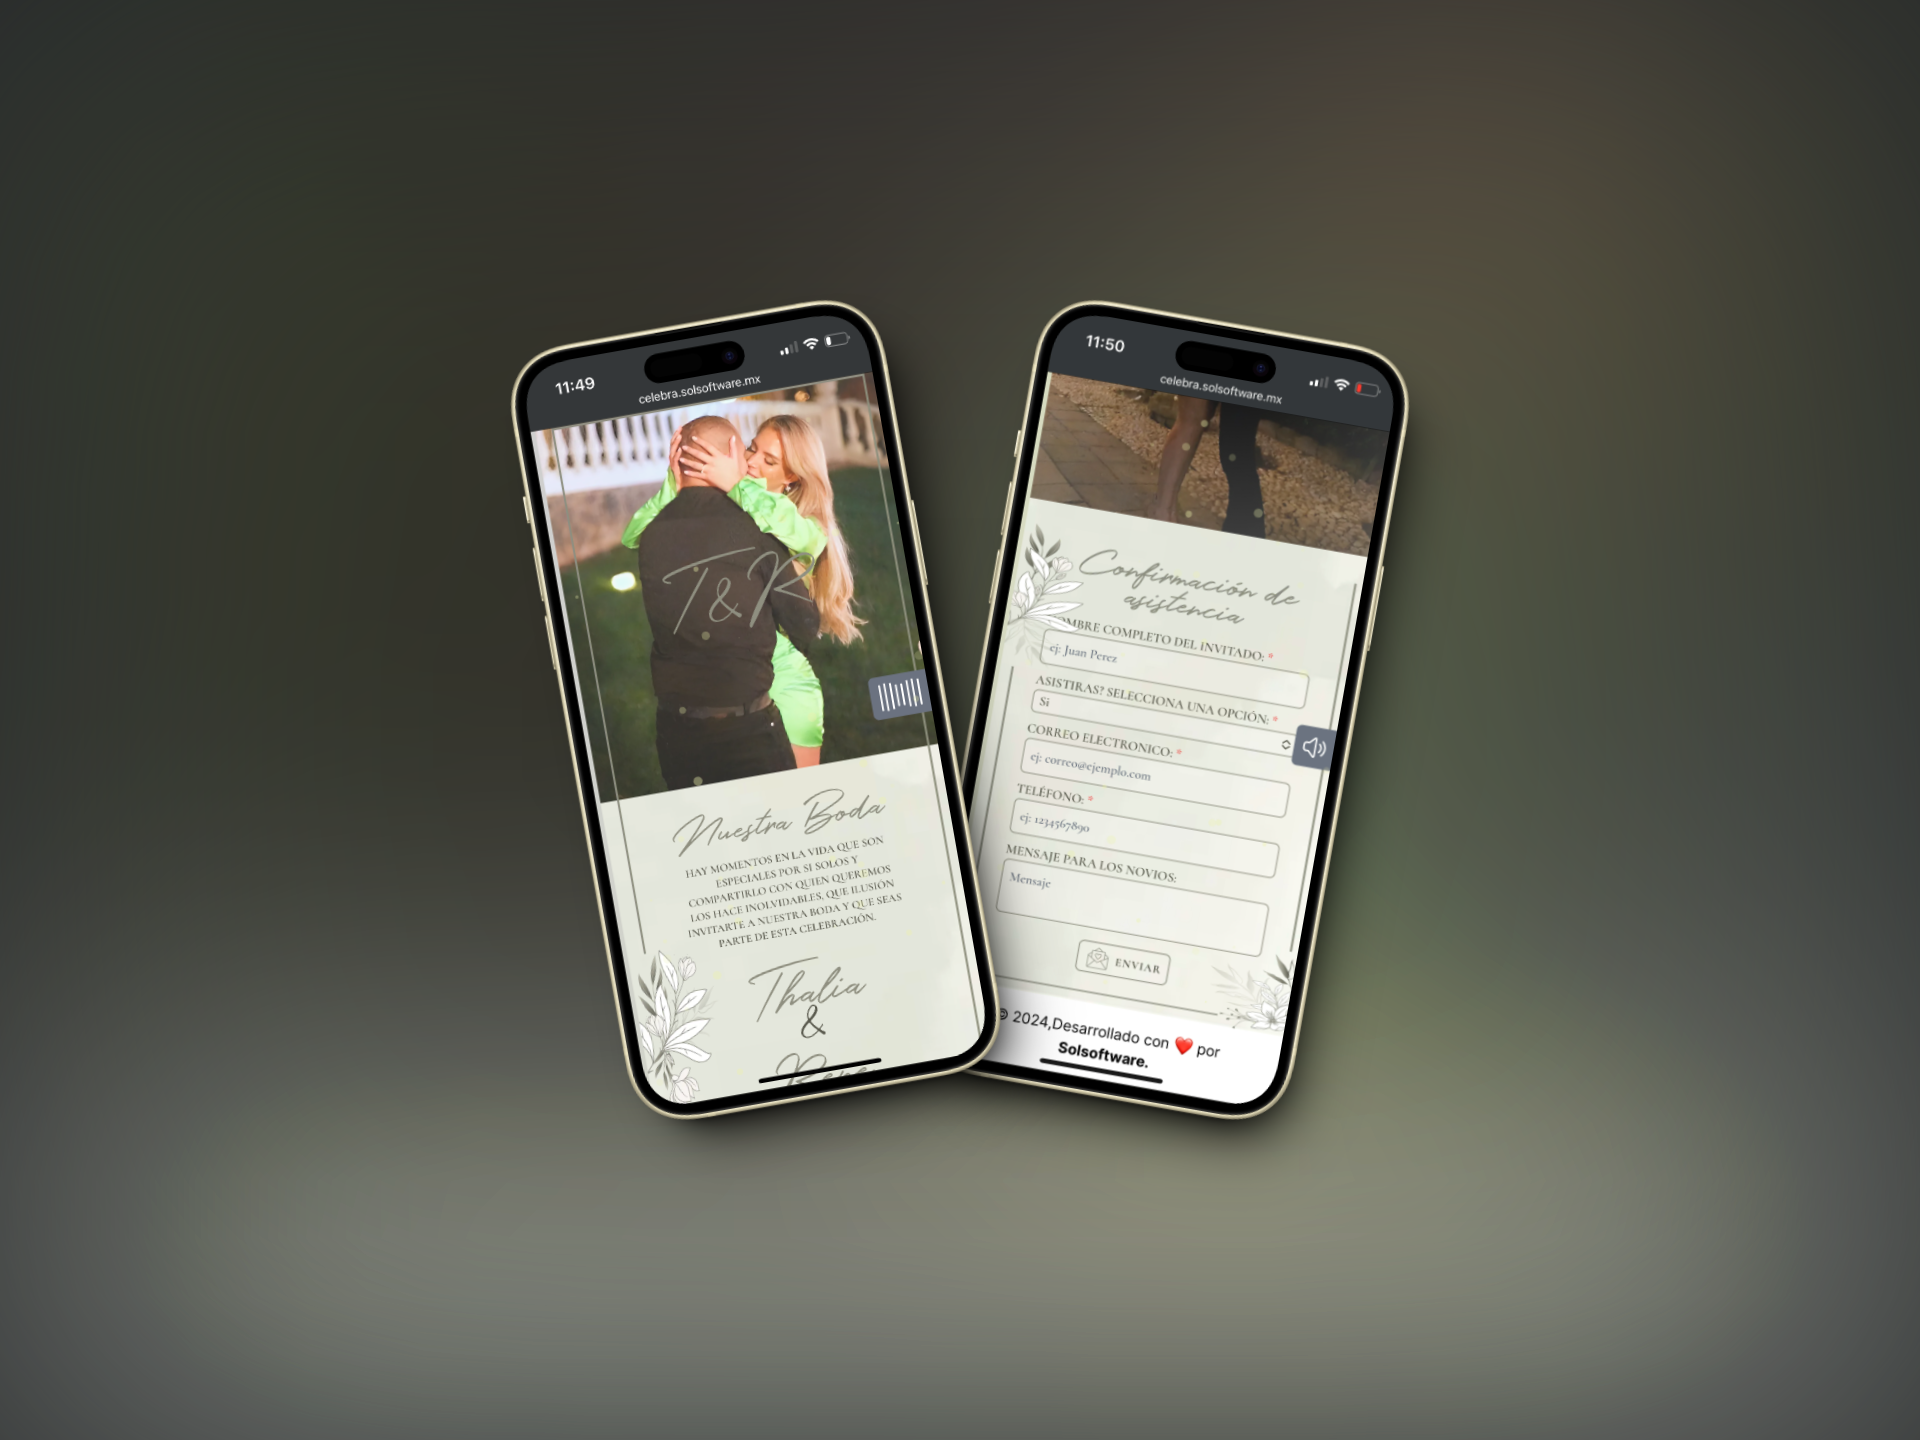 11:49
celebra.solsoftware.mx
T&R
Nuestra Boda
HAY MOMENTOS EN LA VIDA QUE SON
ESPECIALES POR SI SOLOS Y
COMPARTIRLO CON QUIEN QUEREMOS
LOS HACE INOLVIDABLES, QUE ILUSIÓN
INVITARTE A NUESTRA BODA Y QUE SEAS
PARTE DE ESTA CELEBRACIÓN.
Thalia
&
11:50
celebra.solsoftware.mx
Confirmación de
asistencia
NOMBRE COMPLETO DEL INVITADO: *
ej: Juan Perez
ASISTIRAS? SELECCIONA UNA OPCIÓN: *
Si
CORREO ELECTRONICO: *
ej: correo@ejemplo.com
TELÉFONO: *
ej: 1234567890
MENSAJE PARA LOS NOVIOS:
Mensaje
ENVIAR
© 2024,Desarrollado con ❤️ por
Solsoftware.